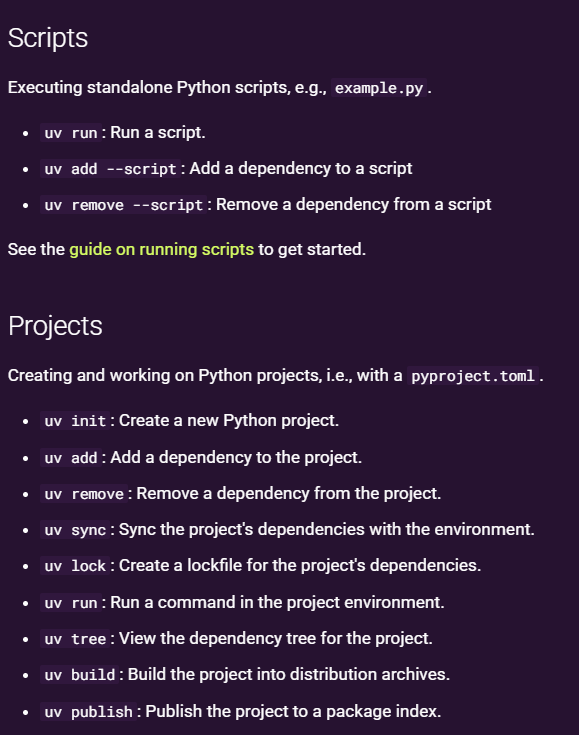 Scripts
Executing standalone Python scripts, e.g., example.py.
• uv run: Run a script.
• uv add --script: Add a dependency to a script
• uv remove --script: Remove a dependency from a script
See the guide on running scripts to get started.
Projects
Creating and working on Python projects, i.e., with a pyproject.toml.
• uv init: Create a new Python project.
• uv add: Add a dependency to the project.
• uv remove: Remove a dependency from the project.
• uv sync: Sync the project's dependencies with the environment.
• uv lock: Create a lockfile for the project's dependencies.
• uv run: Run a command in the project environment.
• uv tree: View the dependency tree for the project.
• uv build: Build the project into distribution archives.
• uv publish: Publish the project to a package index.